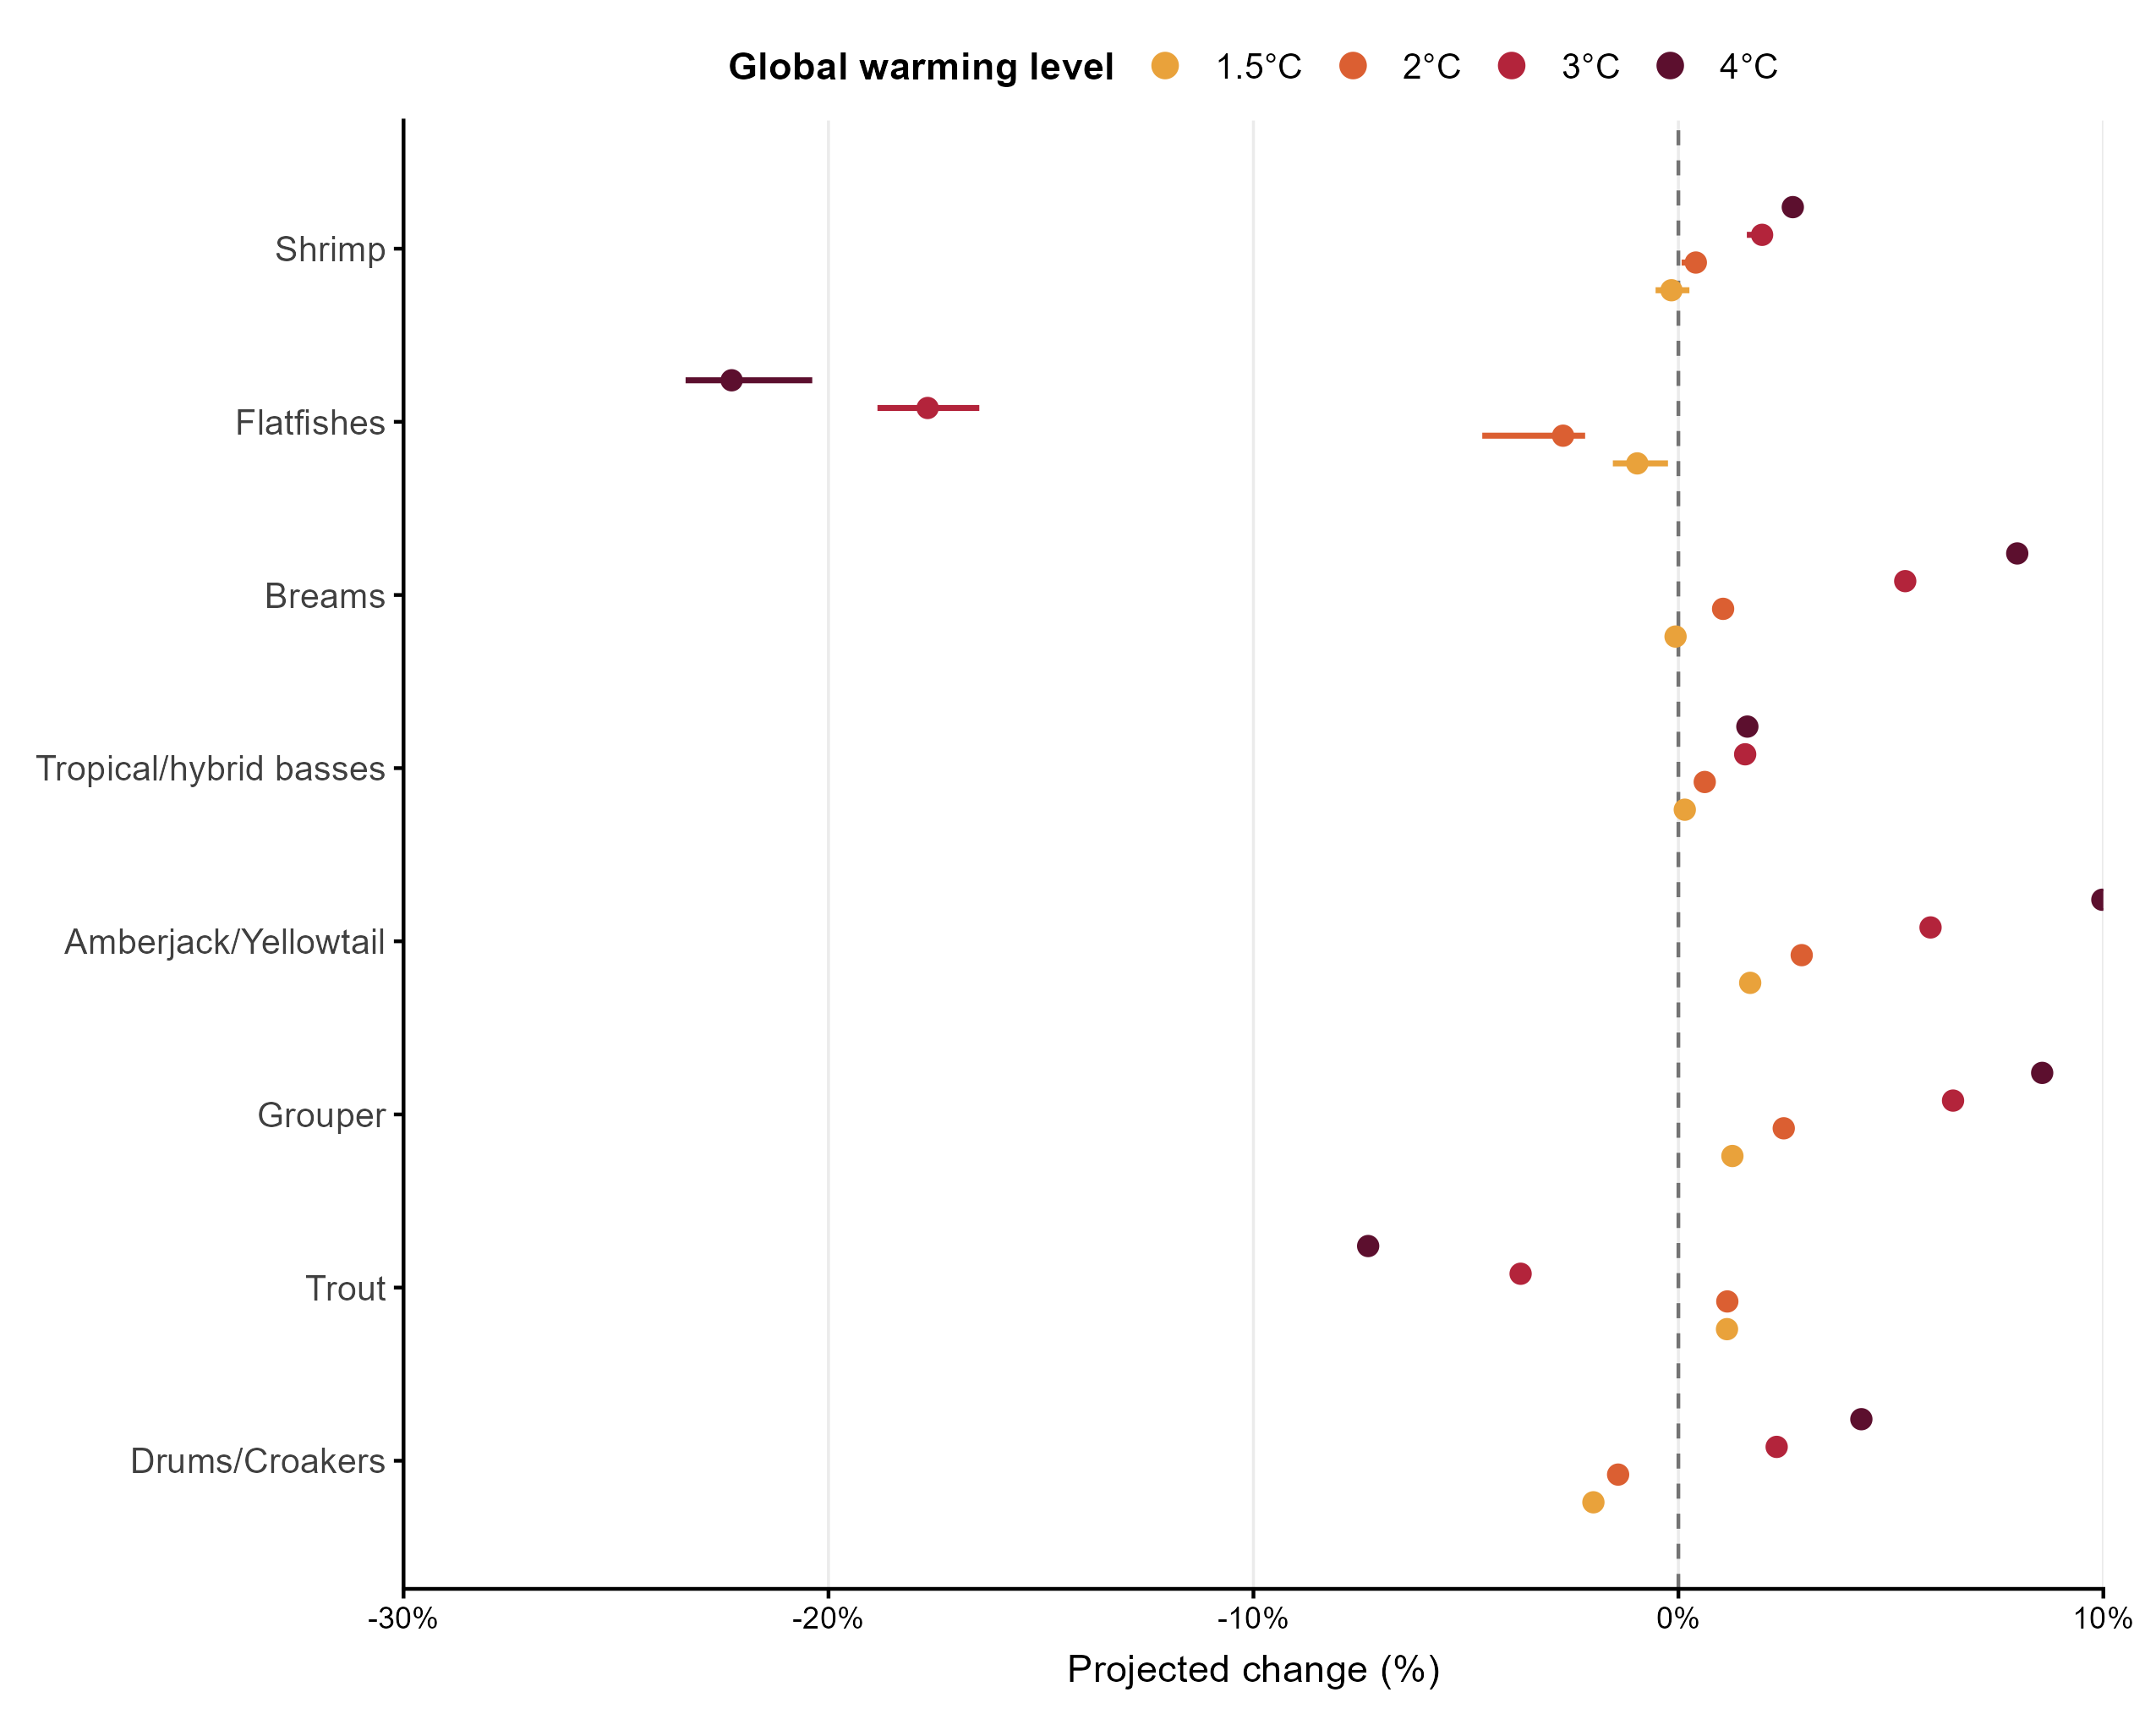 Global warming level 1.5°C 2°C 3°C 4°C
Shrimp
Flatfishes
Breams
Tropical/hybrid basses
Amberjack/Yellowtail
Grouper
Trout
Drums/Croakers
-30% -20% -10% 0% 10%
Projected change (%)